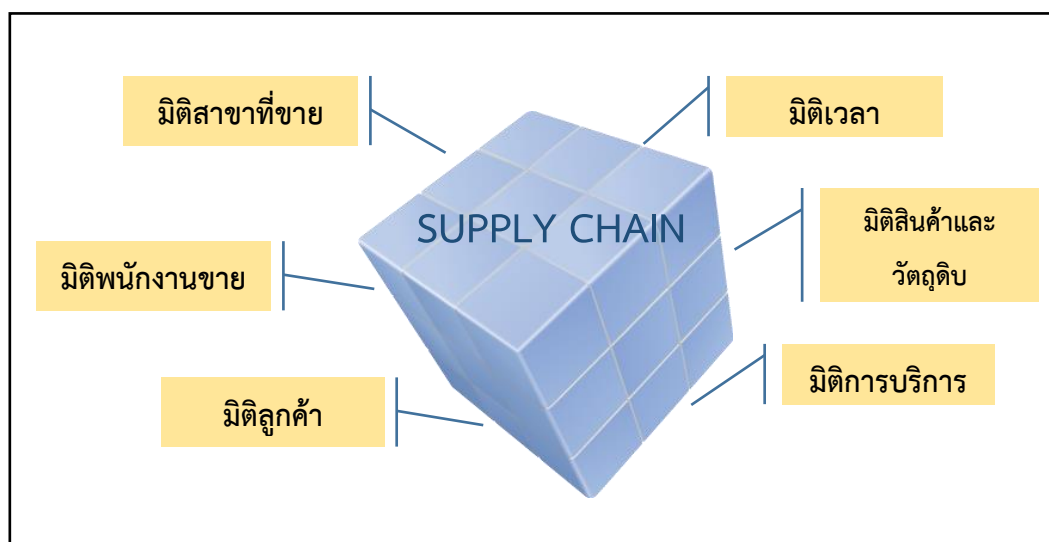 มิติสาขาที่ขาย
มิติเวลา
SUPPLY CHAIN
มิติสินค้าและ
วัตถุดิบ
มิติพนักงานขาย
มิติการบริการ
มิติลูกค้า